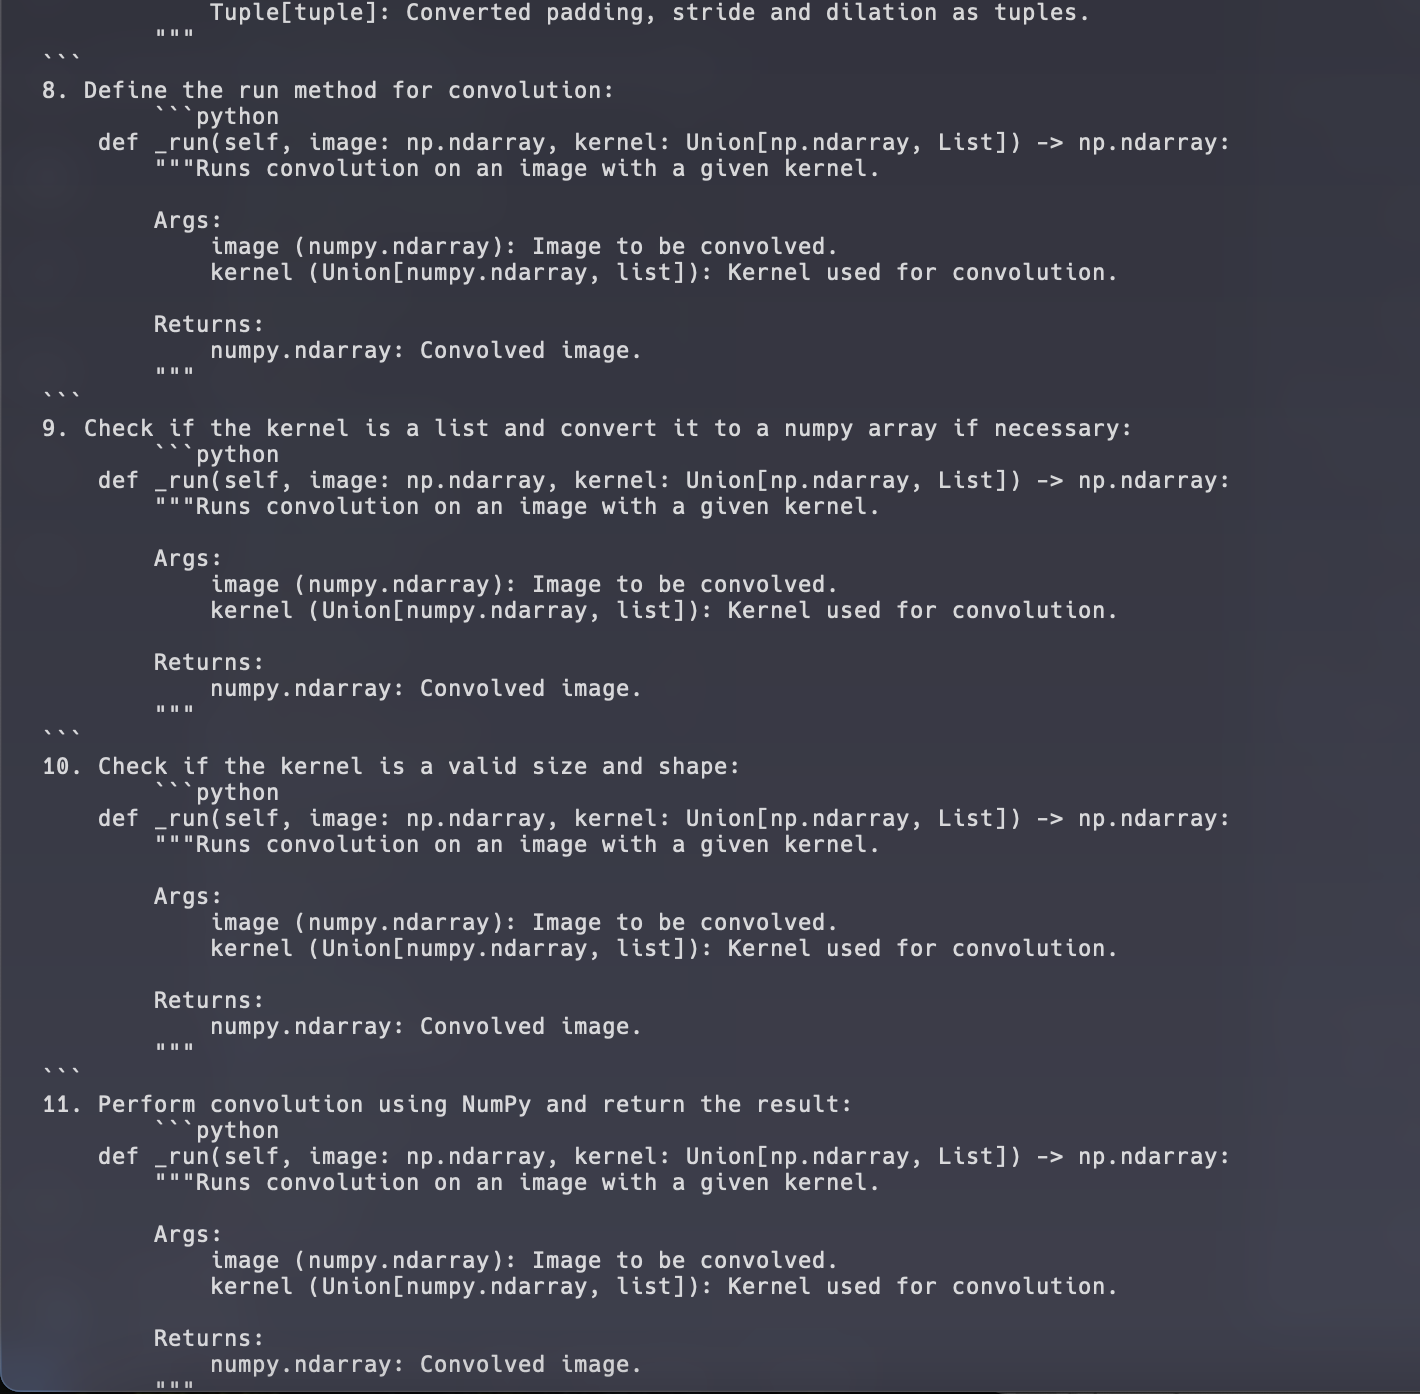 Tuple[tuple]: Converted padding, stride and dilation as tuples.
"""
```
8. Define the run method for convolution:
```python
def _run(self, image: np.ndarray, kernel: Union[np.ndarray, List]) -> np.ndarray:
"""Runs convolution on an image with a given kernel.
Args:
image (numpy.ndarray): Image to be convolved.
kernel (Union[numpy.ndarray, list]): Kernel used for convolution.
Returns:
numpy.ndarray: Convolved image.
"""
```
9. Check if the kernel is a list and convert it to a numpy array if necessary:
```python
def _run(self, image: np.ndarray, kernel: Union[np.ndarray, List]) -> np.ndarray:
"""Runs convolution on an image with a given kernel.
Args:
image (numpy.ndarray): Image to be convolved.
kernel (Union[numpy.ndarray, list]): Kernel used for convolution.
Returns:
numpy.ndarray: Convolved image.
"""
```
10. Check if the kernel is a valid size and shape:
```python
def _run(self, image: np.ndarray, kernel: Union[np.ndarray, List]) -> np.ndarray:
"""Runs convolution on an image with a given kernel.
Args:
image (numpy.ndarray): Image to be convolved.
kernel (Union[numpy.ndarray, list]): Kernel used for convolution.
Returns:
numpy.ndarray: Convolved image.
"""
```
11. Perform convolution using NumPy and return the result:
```python
def _run(self, image: np.ndarray, kernel: Union[np.ndarray, List]) -> np.ndarray:
"""Runs convolution on an image with a given kernel.
Args:
image (numpy.ndarray): Image to be convolved.
kernel (Union[numpy.ndarray, list]): Kernel used for convolution.
Returns:
numpy.ndarray: Convolved image.
"""